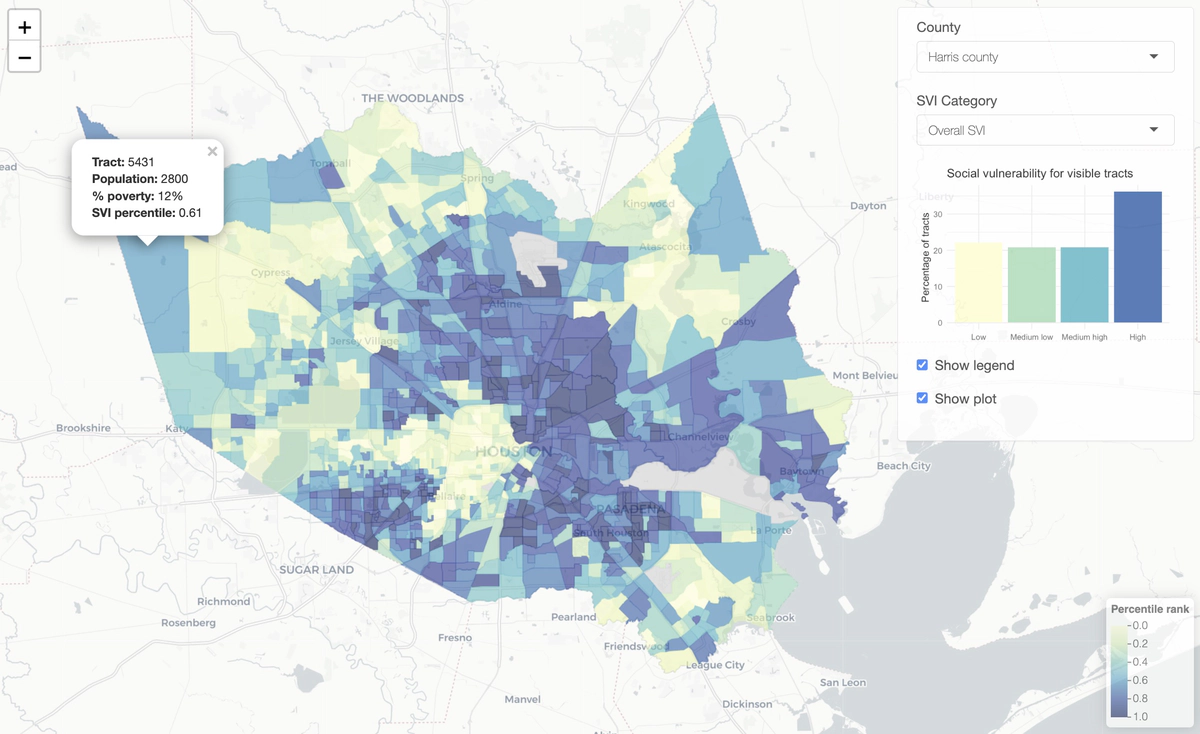 +
−
THE WOODLANDS
Tomball
Spring
Kingwood
Atascocita
Dayton
Liberty
Cypress
Aldine
Crosby
Jersey Village
Mont Belvieu
Brookshire
Katy
HOUSTON
Channelview
Baytown
Beach City
PASADENA
South Houston
La Porte
SUGAR LAND
Richmond
Rosenberg
Pearland
Seabrook
Fresno
Friendswood
League City
San Leon
Manvel
Dickinson
×
Tract: 5431
Population: 2800
% poverty: 12%
SVI percentile: 0.61
County
Harris county
SVI Category
Overall SVI
Social vulnerability for visible tracts
Percentage of tracts
30
20
10
0
Low
Medium low
Medium high
High
Show legend
Show plot
Percentile rank
0.0
0.2
0.4
0.6
0.8
1.0